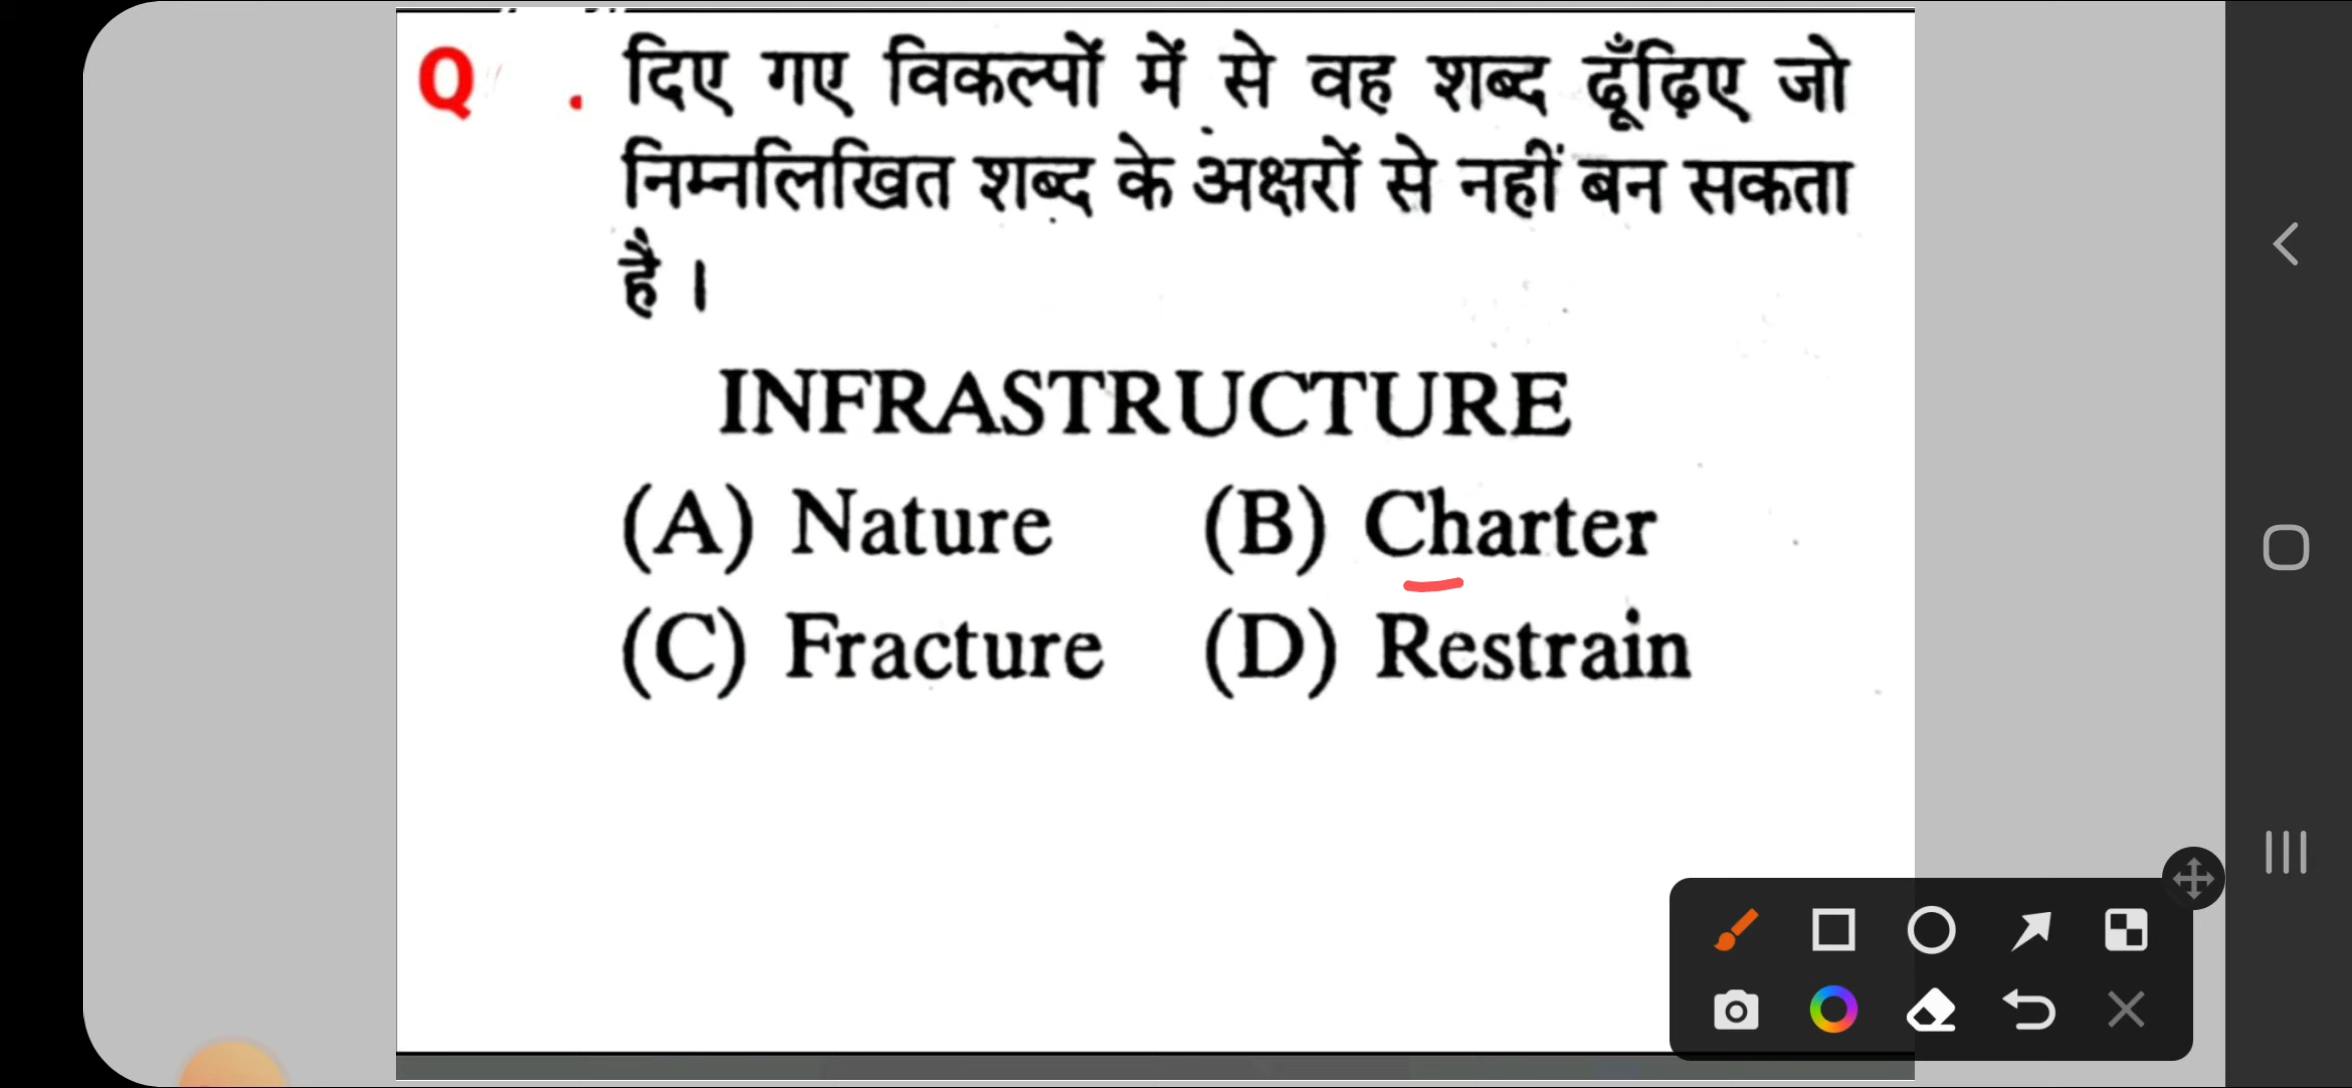 Q . दिए गए विकल्पों में से वह शब्द ढूँढ़िए जो
निम्नलिखित शब्द के अक्षरों से नहीं बन सकता
है ।
INFRASTRUCTURE
(A) Nature (B) Charter
(C) Fracture (D) Restrain